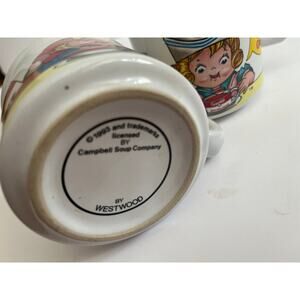 © 1993 and trademarks
licensed
BY
Campbell Soup Company
BY
WESTWOOD